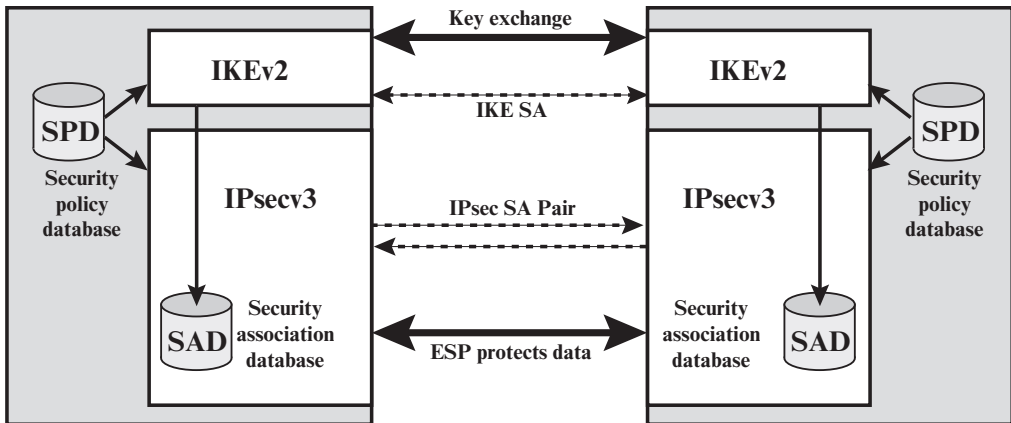 Key exchange
IKEv2
IKEv2
IKE SA
SPD
Security
policy
database
SPD
Security
policy
database
IPsecv3
IPsec SA Pair
IPsecv3
SAD
Security
association
database
ESP protects data
Security
association
database
SAD